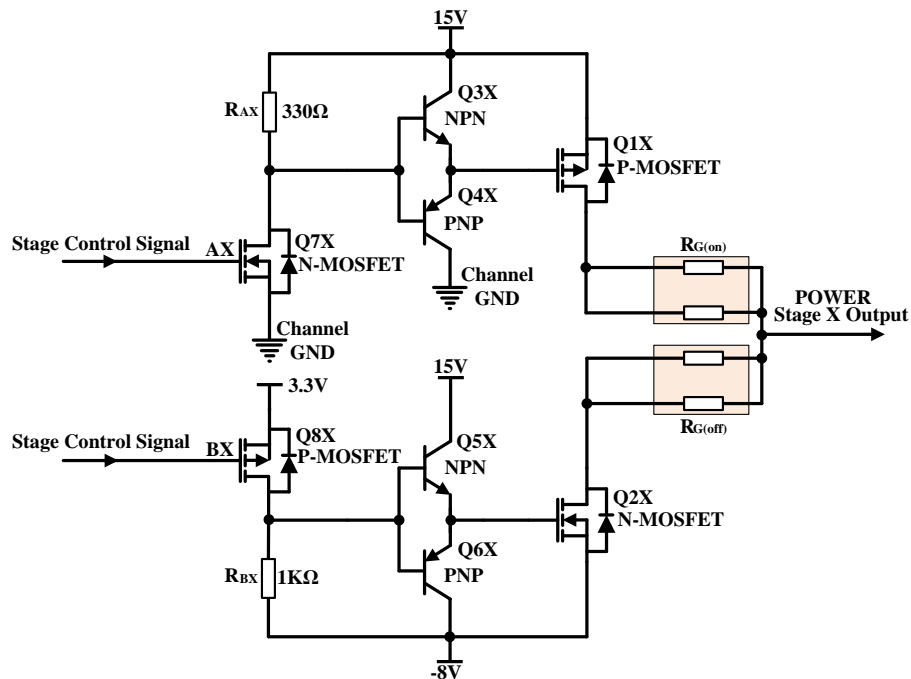 15V
RAX 330Ω
Q3X
NPN
Q4X
PNP
Q1X
P-MOSFET
Stage Control Signal
AX
Q7X
N-MOSFET
Channel
GND
Channel
GND
RG(on)
POWER
Stage X Output
RG(off)
3.3V
15V
Stage Control Signal
BX
Q8X
P-MOSFET
Q5X
NPN
Q6X
PNP
Q2X
N-MOSFET
RBX 1KΩ
-8V